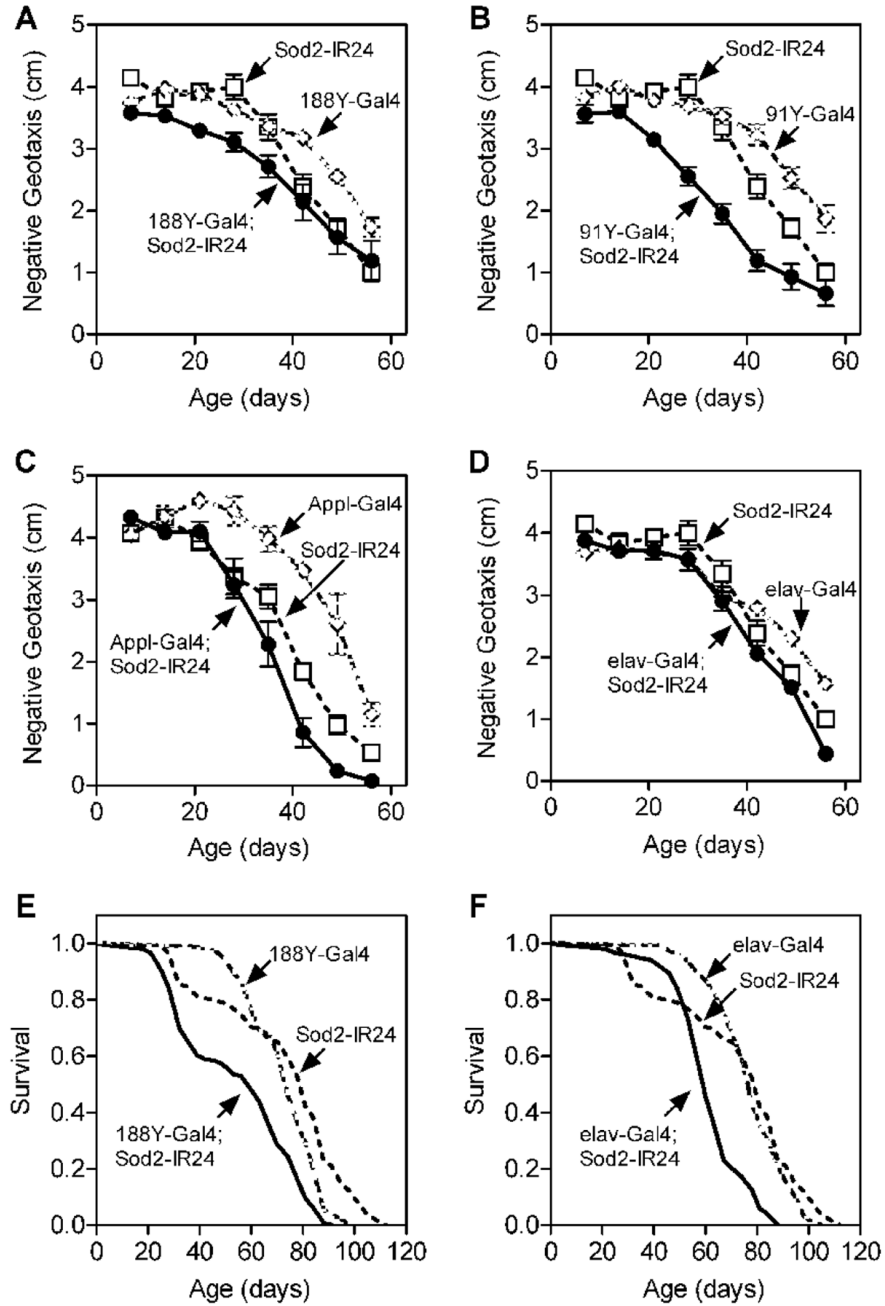 A
5
4
3
2
1
0
Negative Geotaxis (cm)
Sod2-IR24
188Y-Gal4
188Y-Gal4;
Sod2-IR24
0
20
40
60
Age (days)
B
5
4
3
2
1
0
Negative Geotaxis (cm)
Sod2-IR24
91Y-Gal4
91Y-Gal4;
Sod2-IR24
0
20
40
60
Age (days)
C
5
4
3
2
1
0
Negative Geotaxis (cm)
Appl-Gal4
Sod2-IR24
Appl-Gal4;
Sod2-IR24
0
20
40
60
Age (days)
D
5
4
3
2
1
0
Negative Geotaxis (cm)
Sod2-IR24
elav-Gal4
elav-Gal4;
Sod2-IR24
0
20
40
60
Age (days)
E
1.0
0.8
0.6
0.4
0.2
0.0
Survival
188Y-Gal4
Sod2-IR24
188Y-Gal4;
Sod2-IR24
0
20
40
60
80
100
120
Age (days)
F
1.0
0.8
0.6
0.4
0.2
0.0
Survival
elav-Gal4
Sod2-IR24
elav-Gal4;
Sod2-IR24
0
20
40
60
80
100
120
Age (days)